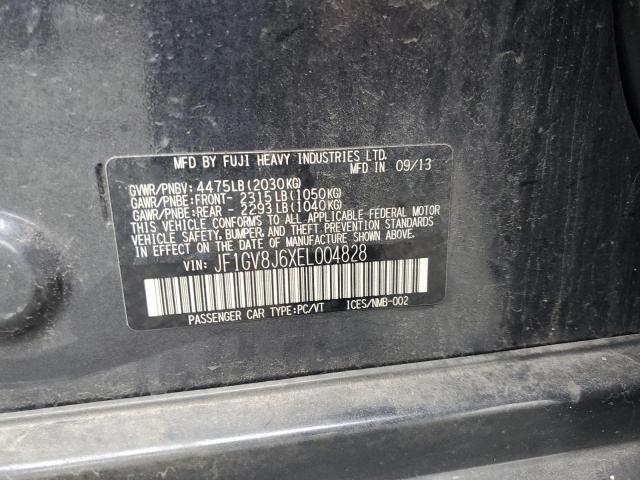 MFD BY FUJI HEAVY INDUSTRIES LTD.
MFD IN 09/13
GVWR/PNBV: 4475LB(2030KG)
GAWR/PNBE:FRONT- 2315LB(1050KG)
GAWR/PNBE:REAR - 2293LB(1040KG)
THIS VEHICLE CONFORMS TO ALL APPLICABLE FEDERAL MOTOR
VEHICLE SAFETY,BUMPER, AND THEFT PREVENTION STANDARDS
IN EFFECT ON THE DATE OF MANUFACTURE SHOWN ABOVE.
VIN: JF1GV8J6XEL004828
PASSENGER CAR TYPE:PC/VT ICES/NMB-002